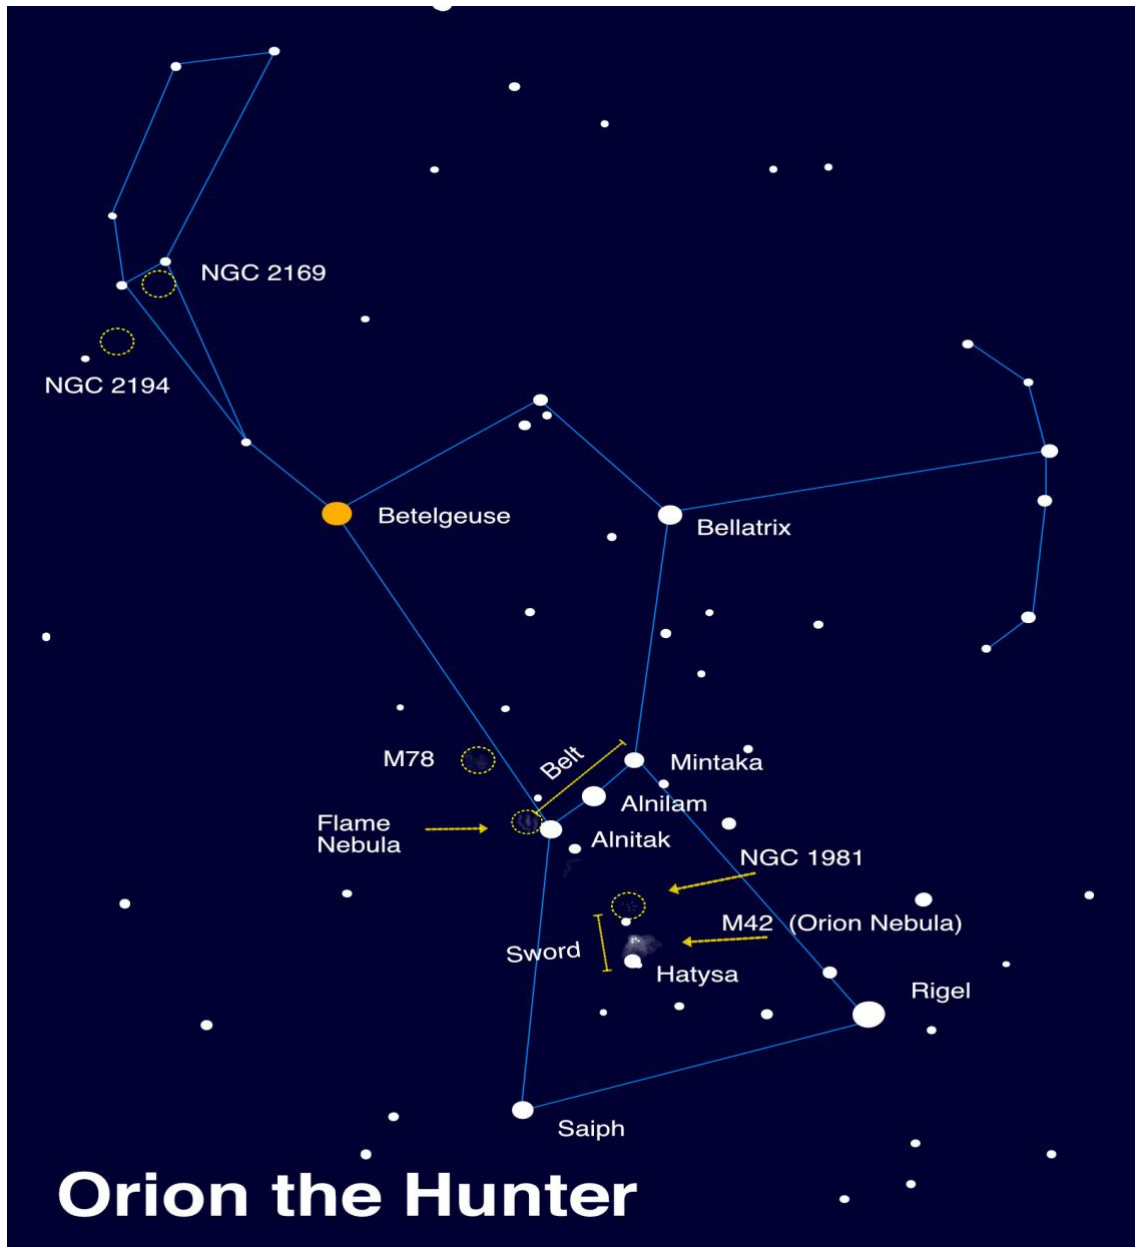 NGC 2169
NGC 2194
Betelgeuse
Bellatrix
M78
Belt
Mintaka
Alnilam
Flame
Nebula
Alnitak
NGC 1981
M42 (Orion Nebula)
Sword
Hatysa
Rigel
Saiph
Orion the Hunter